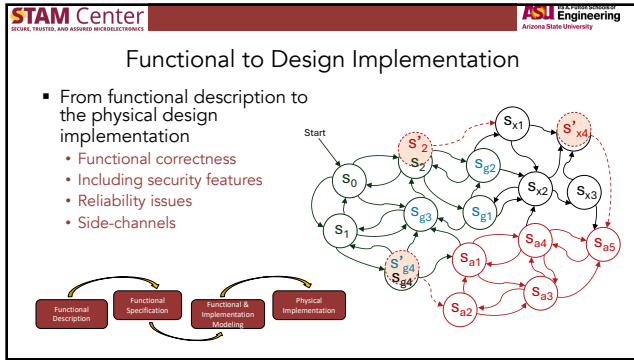 STAM Center
SECURE, TRUSTED, AND ASSURED MICROELECTRONICS
ASU Ira A. Fulton Schools of
Engineering
Arizona State University
Functional to Design Implementation
▪ From functional description to
the physical design
implementation
• Functional correctness
• Including security features
• Reliability issues
• Side-channels
Start
S0
S1
S'2
S2
Sg2
Sg3
Sg1
S'g4
Sg4
Sx1
S'x4
Sx2
Sx3
Sa1
Sa4
Sa5
Sa2
Sa3
Functional
Description
Functional
Specification
Functional &
Implementation
Modeling
Physical
Implementation